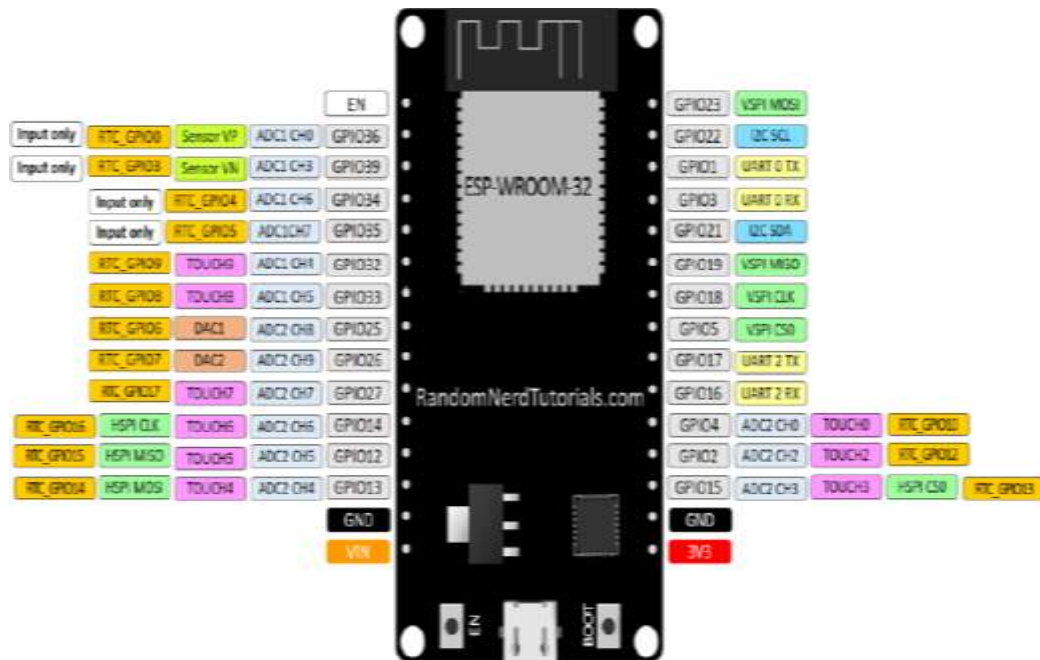 EN GPIO23 VSPI MOSI
Input only RTC_GPIO0 Sensor VP ADC1 CH0 GPIO36 GPIO22 I2C SCL
Input only RTC_GPIO3 Sensor VN ADC1 CH3 GPIO39 GPIO1 UART 0 TX
Input only RTC_GPIO4 ADC1 CH6 GPIO34 ESP-WROOM-32 GPIO3 UART 0 RX
Input only RTC_GPIO5 ADC1CH7 GPIO35 GPIO21 I2C SDA
RTC_GPIO9 TOUCH9 ADC1 CH4 GPIO32 GPIO19 VSPI MISO
RTC_GPIO8 TOUCH8 ADC1 CH5 GPIO33 GPIO18 VSPI CLK
RTC_GPIO6 DAC1 ADC2 CH8 GPIO25 GPIO5 VSPI CS0
RTC_GPIO7 DAC2 ADC2 CH9 GPIO26 GPIO17 UART 2 TX
RTC_GPIO17 TOUCH7 ADC2 CH7 GPIO27 RandomNerdTutorials.com GPIO16 UART 2 RX
RTC_GPIO16 HSPI CLK TOUCH6 ADC2 CH6 GPIO14 GPIO4 ADC2 CH0 TOUCH0 RTC_GPIO10
RTC_GPIO15 HSPI MISO TOUCH5 ADC2 CH5 GPIO12 GPIO2 ADC2 CH2 TOUCH2 RTC_GPIO12
RTC_GPIO14 HSPI MOSI TOUCH4 ADC2 CH4 GPIO13 GPIO15 ADC2 CH3 TOUCH3 HSPI CS0 RTC_GPIO13
GND GND
VIN 3V3
EN BOOT